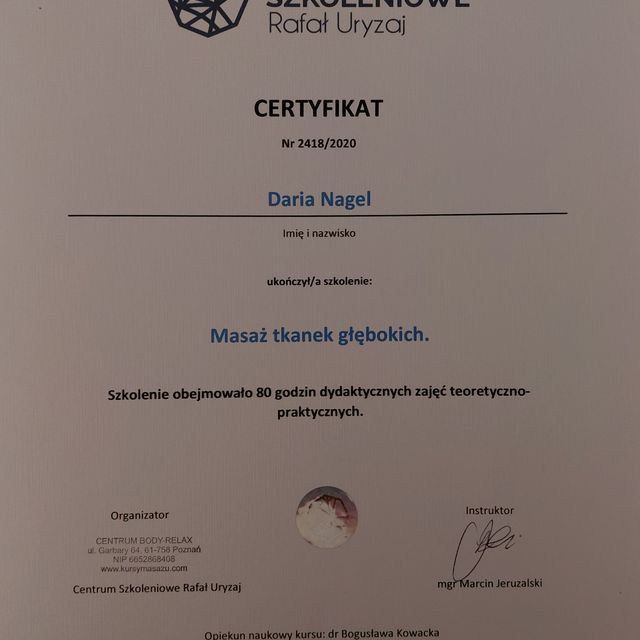 SZKOLENIOWE
Rafał Uryzaj
CERTYFIKAT
Nr 2418/2020
Daria Nagel
Imię i nazwisko
ukończył/a szkolenie:
Masaż tkanek głębokich.
Szkolenie obejmowało 80 godzin dydaktycznych zajęć teoretyczno-
praktycznych.
Organizator
CENTRUM BODY-RELAX
ul. Garbary 64, 61-758 Poznań
NIP 6652868408
www.kursymasazu.com
Centrum Szkoleniowe Rafał Uryzaj
Instruktor
mgr Marcin Jeruzalski
Opiekun naukowy kursu: dr Bogusława Kowacka